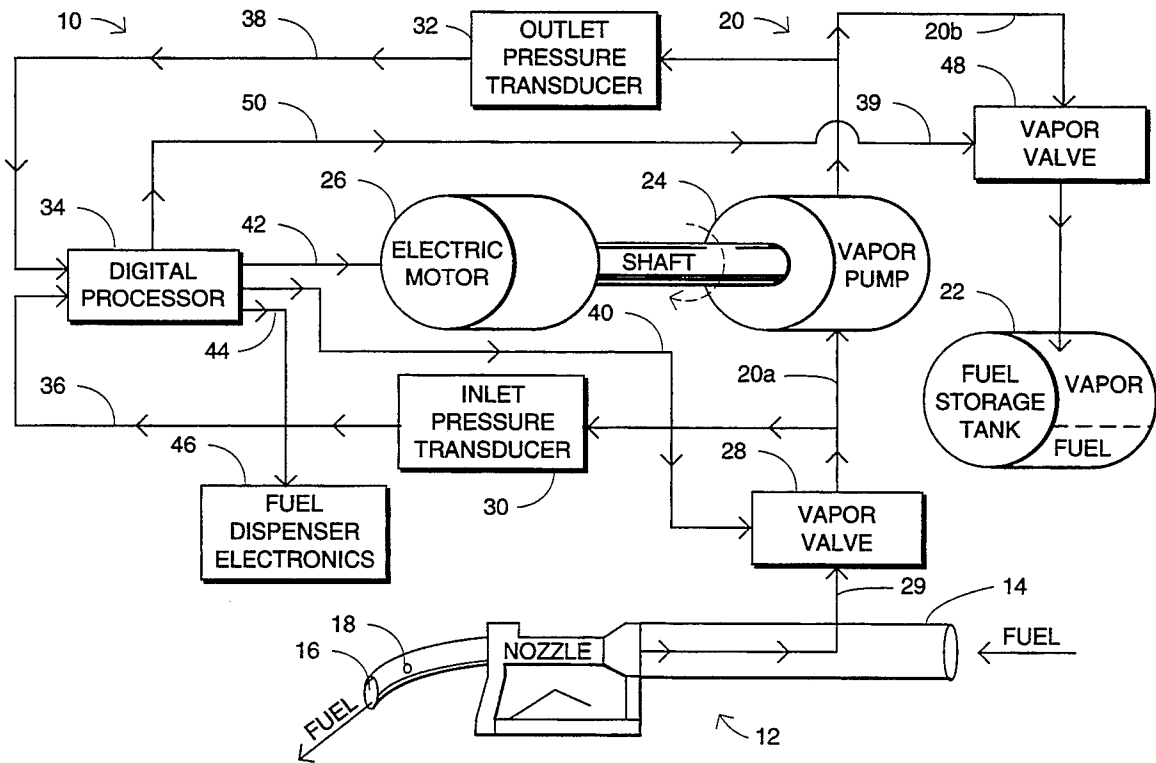 10
38
32
OUTLET
PRESSURE
TRANSDUCER
20
20b
48
VAPOR
VALVE
50
39
34
DIGITAL
PROCESSOR
42
26
ELECTRIC
MOTOR
SHAFT
24
VAPOR
PUMP
22
FUEL
STORAGE
TANK
VAPOR
FUEL
44
40
20a
36
INLET
PRESSURE
TRANSDUCER
30
46
FUEL
DISPENSER
ELECTRONICS
28
VAPOR
VALVE
29
14
FUEL
18
16
NOZZLE
FUEL
12